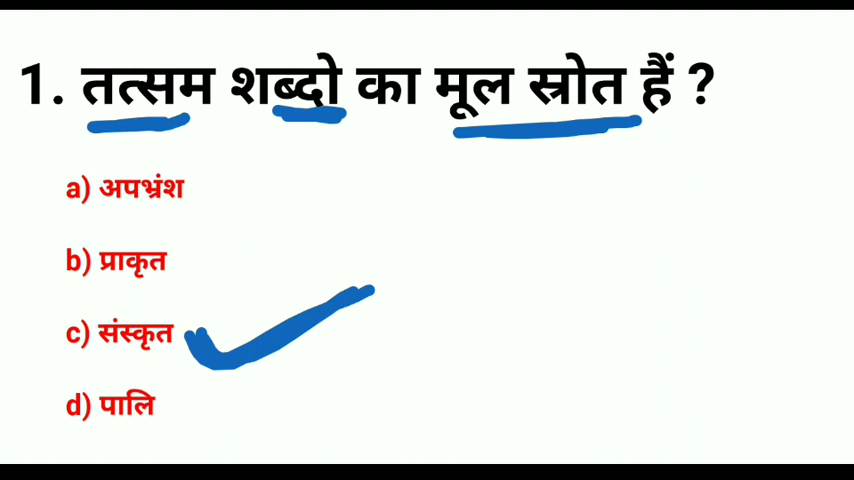 1. तत्सम शब्दो का मूल स्रोत हैं ?
a) अपभ्रंश
b) प्राकृत
c) संस्कृत
d) पालि